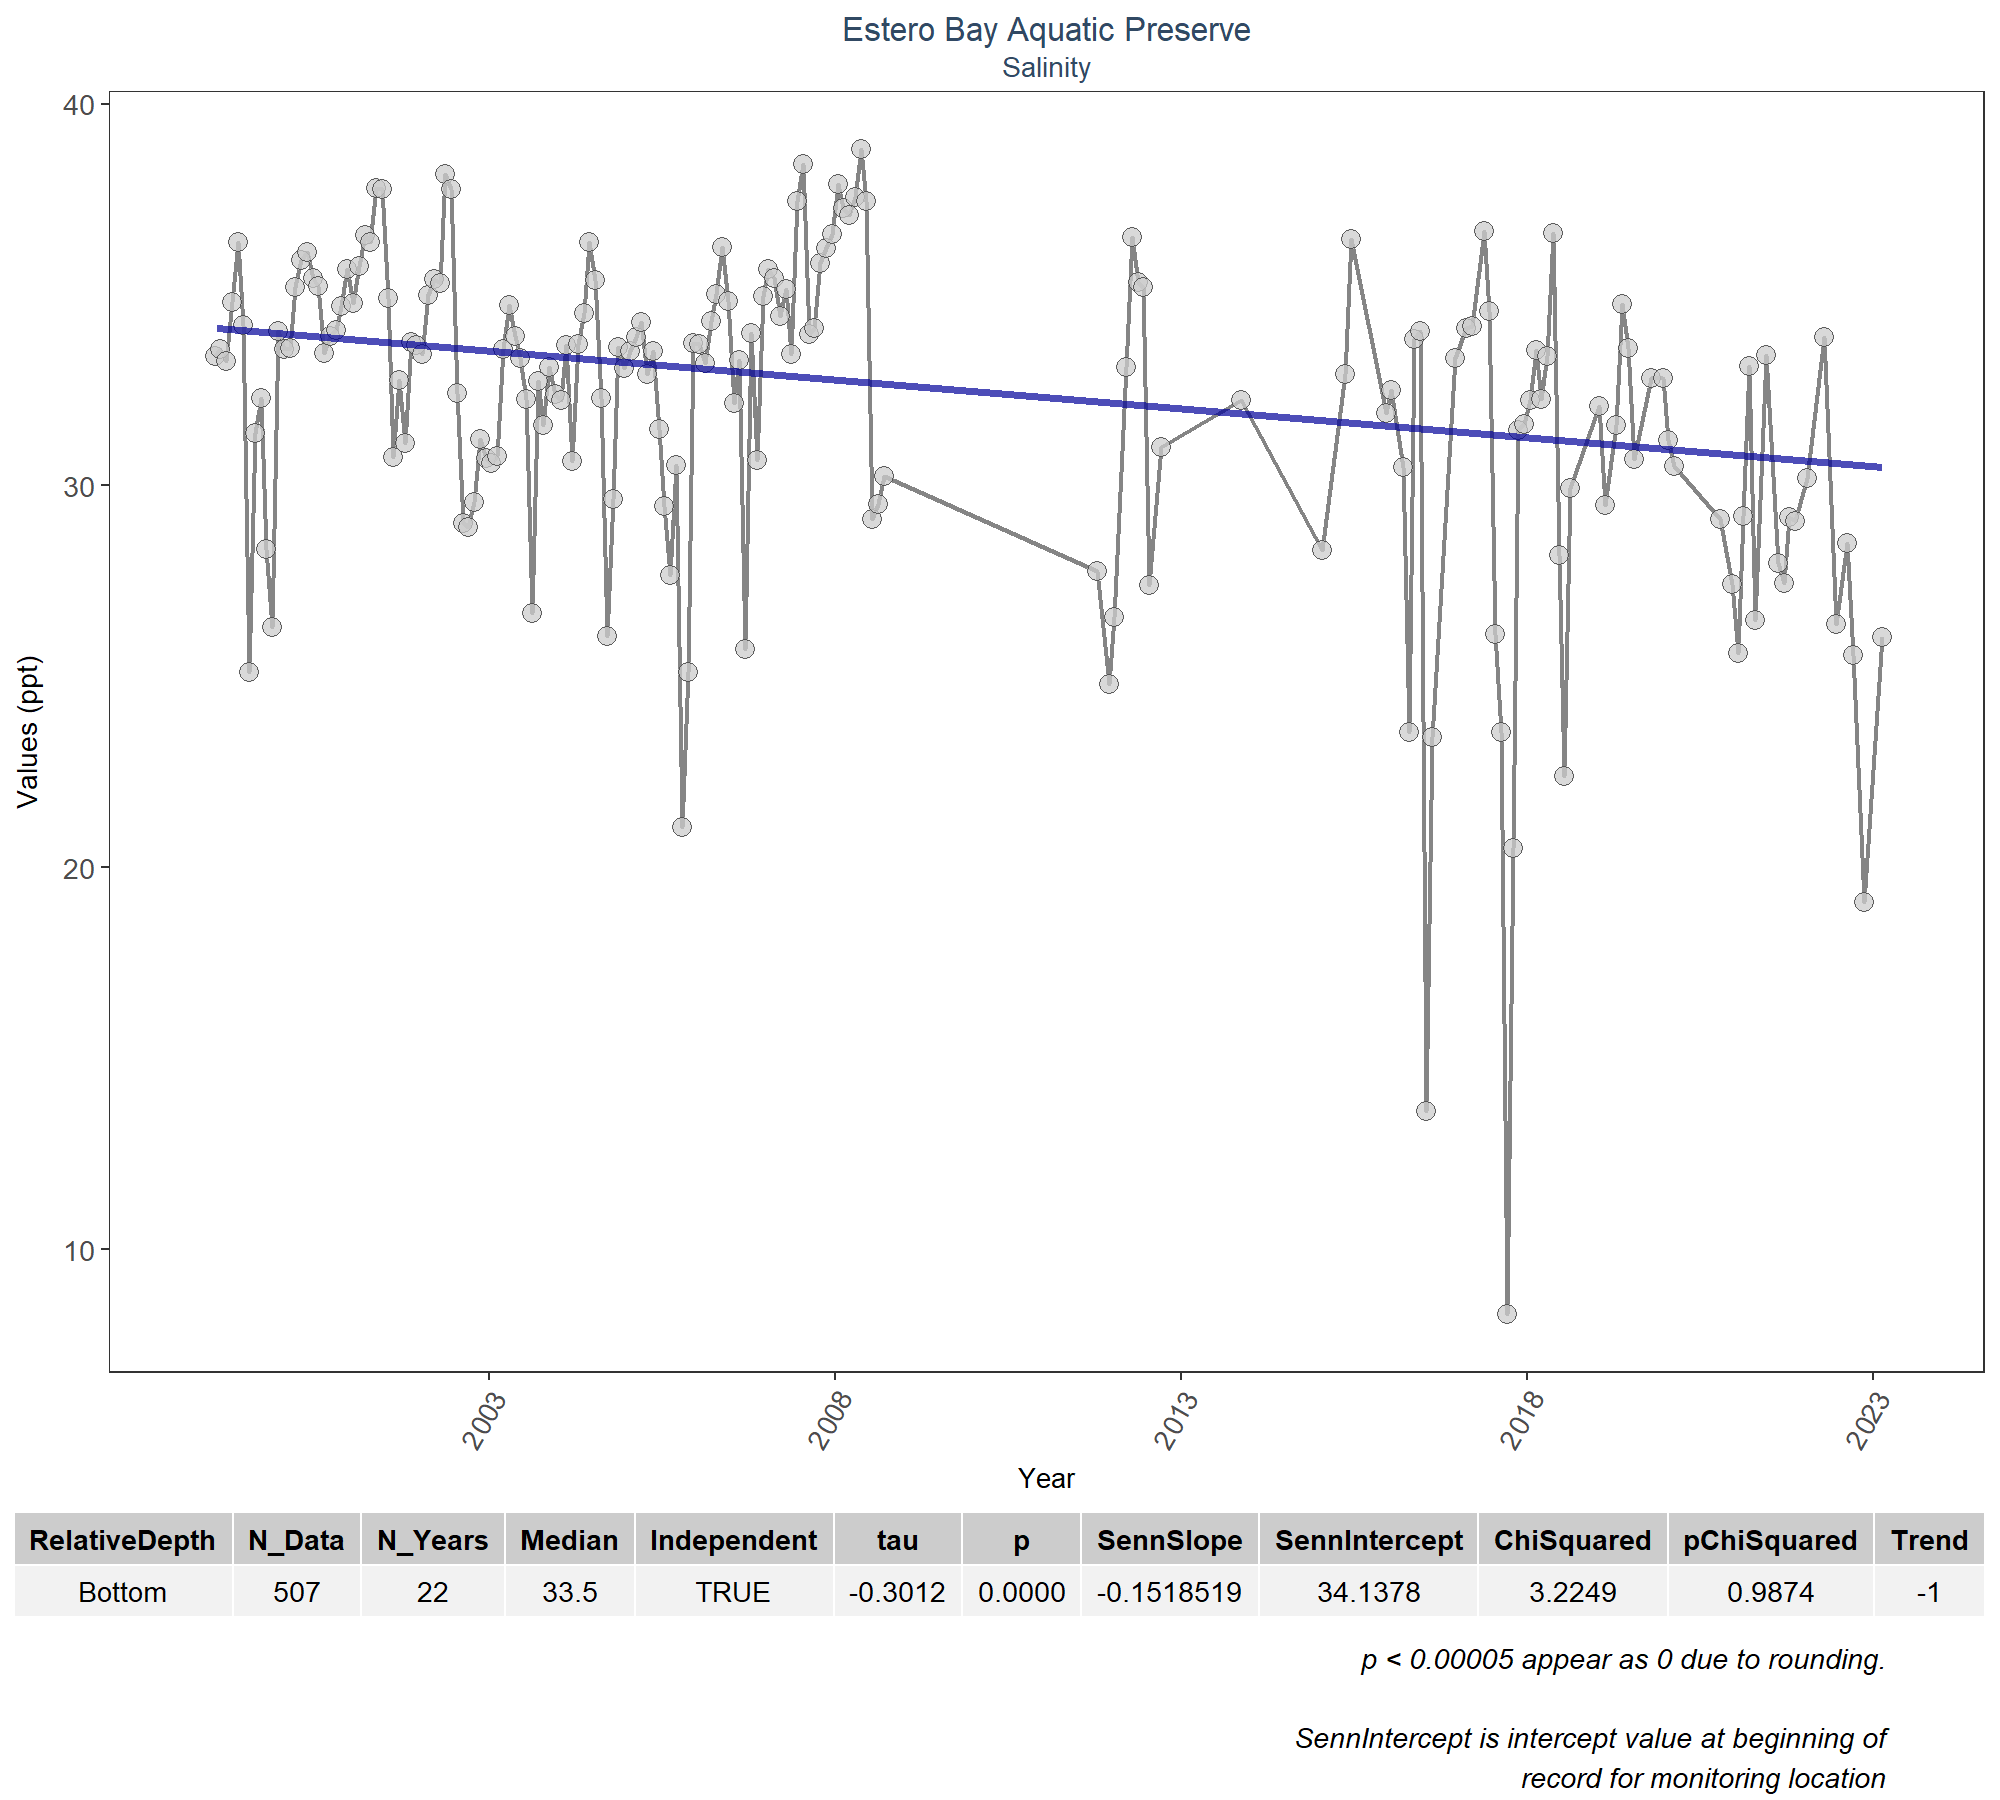 Estero Bay Aquatic Preserve
Salinity
40
30
20
10
Values (ppt)
2003 2008 2013 2018 2023
Year
RelativeDepth N_Data N_Years Median Independent tau p SennSlope SennIntercept ChiSquared pChiSquared Trend
Bottom 507 22 33.5 TRUE -0.3012 0.0000 -0.1518519 34.1378 3.2249 0.9874 -1
p < 0.00005 appear as 0 due to rounding.
SennIntercept is intercept value at beginning of
record for monitoring location